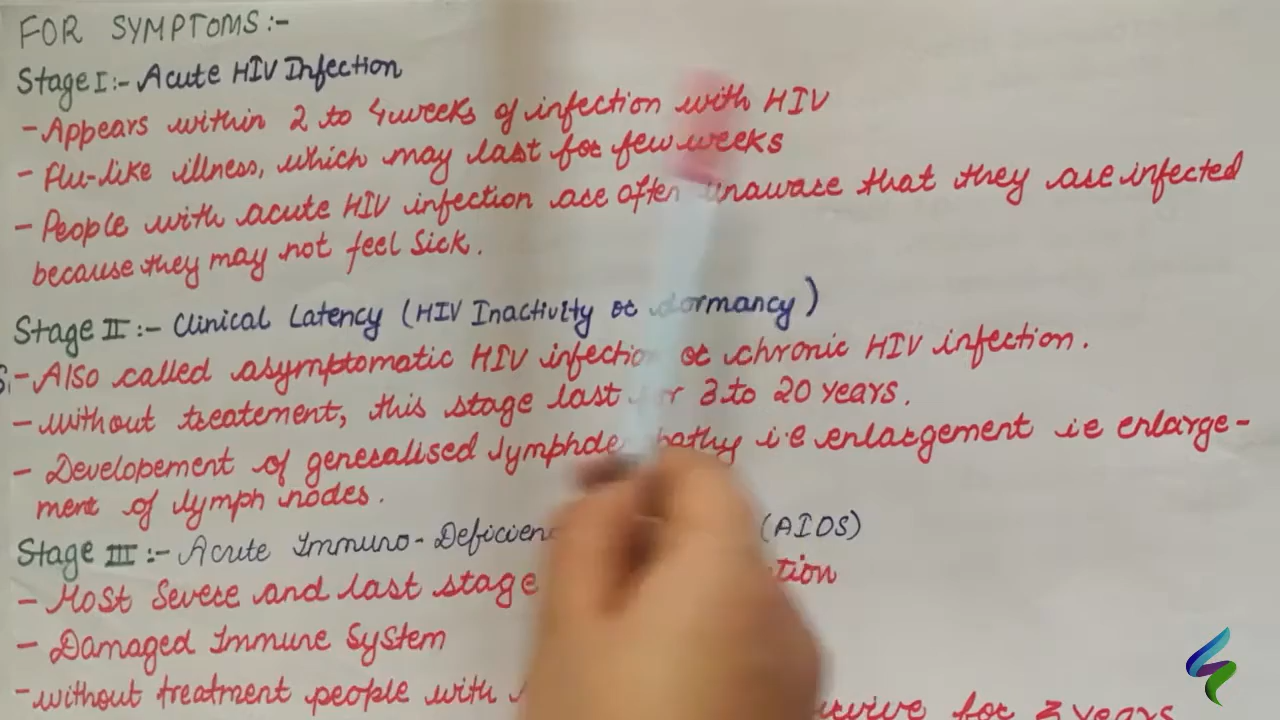 FOR SYMPTOMS:-
Stage I:- Acute HIV Infection
- Appears within 2 to 4 weeks of infection with HIV
- flu-like illness, which may last for few weeks
- People with acute HIV infection are often unaware that they are infected
because they may not feel Sick.
Stage II:- Clinical Latency (HIV Inactivity or dormancy)
- Also called asymptomatic HIV infection or chronic HIV infection.
- without treatement, this stage last 3 to 20 years.
- Developement of generalised i.e enlargement ie enlarge-
ment of lymph nodes.
Stage III:- Acute Immuno- (AIDS)
- Most Severe and last stage
- Damaged Immune System
- without treatment people with for 3 years